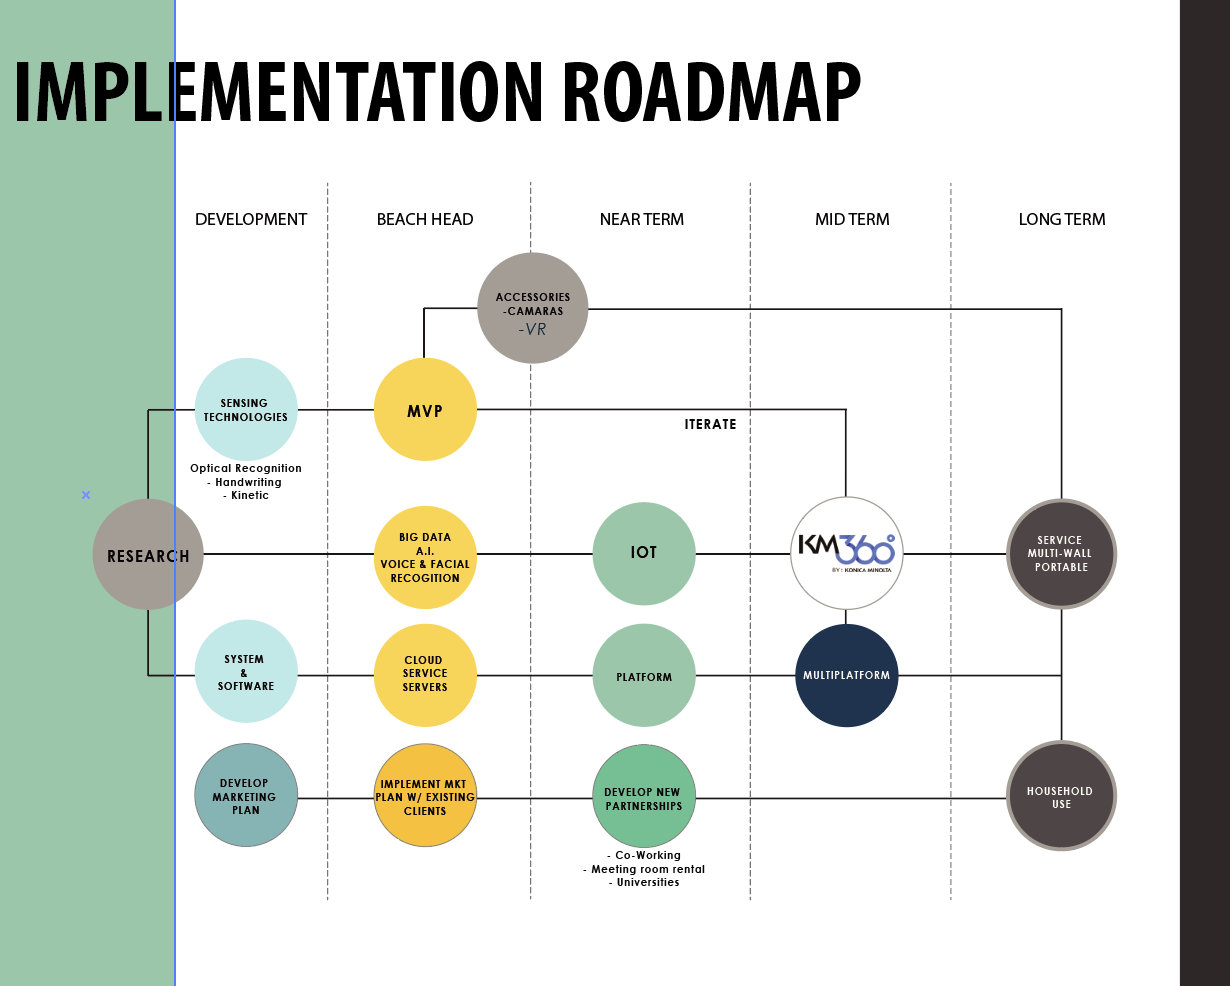 IMPLEMENTATION ROADMAP
DEVELOPMENT
BEACH HEAD
NEAR TERM
MID TERM
LONG TERM
ACCESSORIES
-CAMARAS
-VR
SENSING
TECHNOLOGIES
MVP
ITERATE
Optical Recognition
- Handwriting
- Kinetic
RESEARCH
BIG DATA
A.I.
VOICE & FACIAL
RECOGITION
IOT
KM360°
BY: KONICA MINOLTA
SERVICE
MULTI-WALL
PORTABLE
SYSTEM
&
SOFTWARE
CLOUD
SERVICE
SERVERS
PLATFORM
MULTIPLATFORM
DEVELOP
MARKETING
PLAN
IMPLEMENT MKT
PLAN W/ EXISTING
CLIENTS
DEVELOP NEW
PARTNERSHIPS
HOUSEHOLD
USE
- Co-Working
- Meeting room rental
- Universities